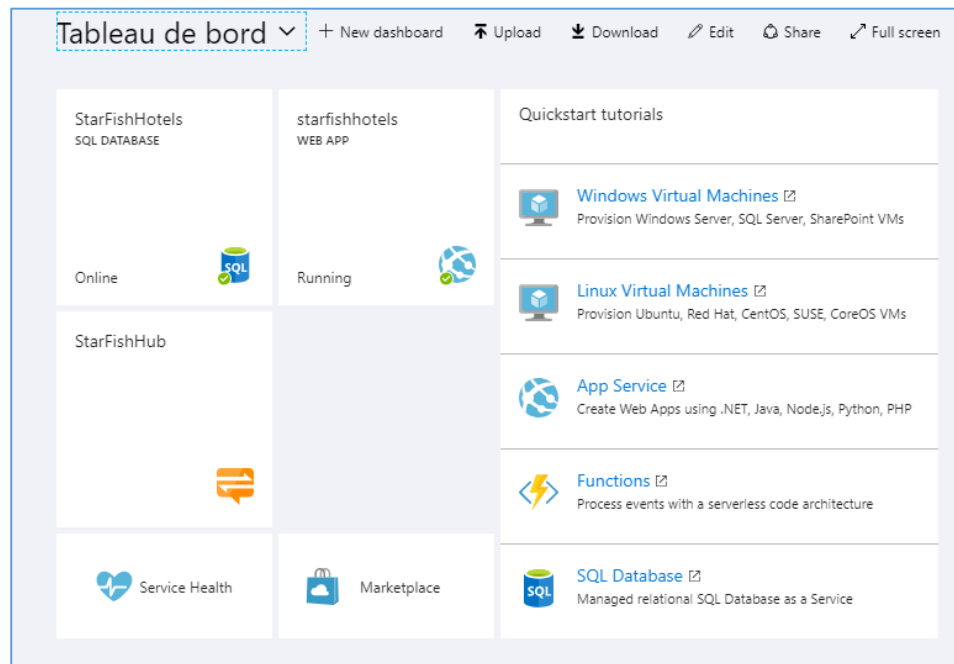 Tableau de bord
+ New dashboard
Upload
Download
Edit
Share
Full screen
StarFishHotels
SQL DATABASE
Online
SQL
starfishhotels
WEB APP
Running
StarFishHub
Service Health
Marketplace
Quickstart tutorials
Windows Virtual Machines
Provision Windows Server, SQL Server, SharePoint VMs
Linux Virtual Machines
Provision Ubuntu, Red Hat, CentOS, SUSE, CoreOS VMs
App Service
Create Web Apps using .NET, Java, Node.js, Python, PHP
Functions
Process events with a serverless code architecture
SQL
SQL Database
Managed relational SQL Database as a Service